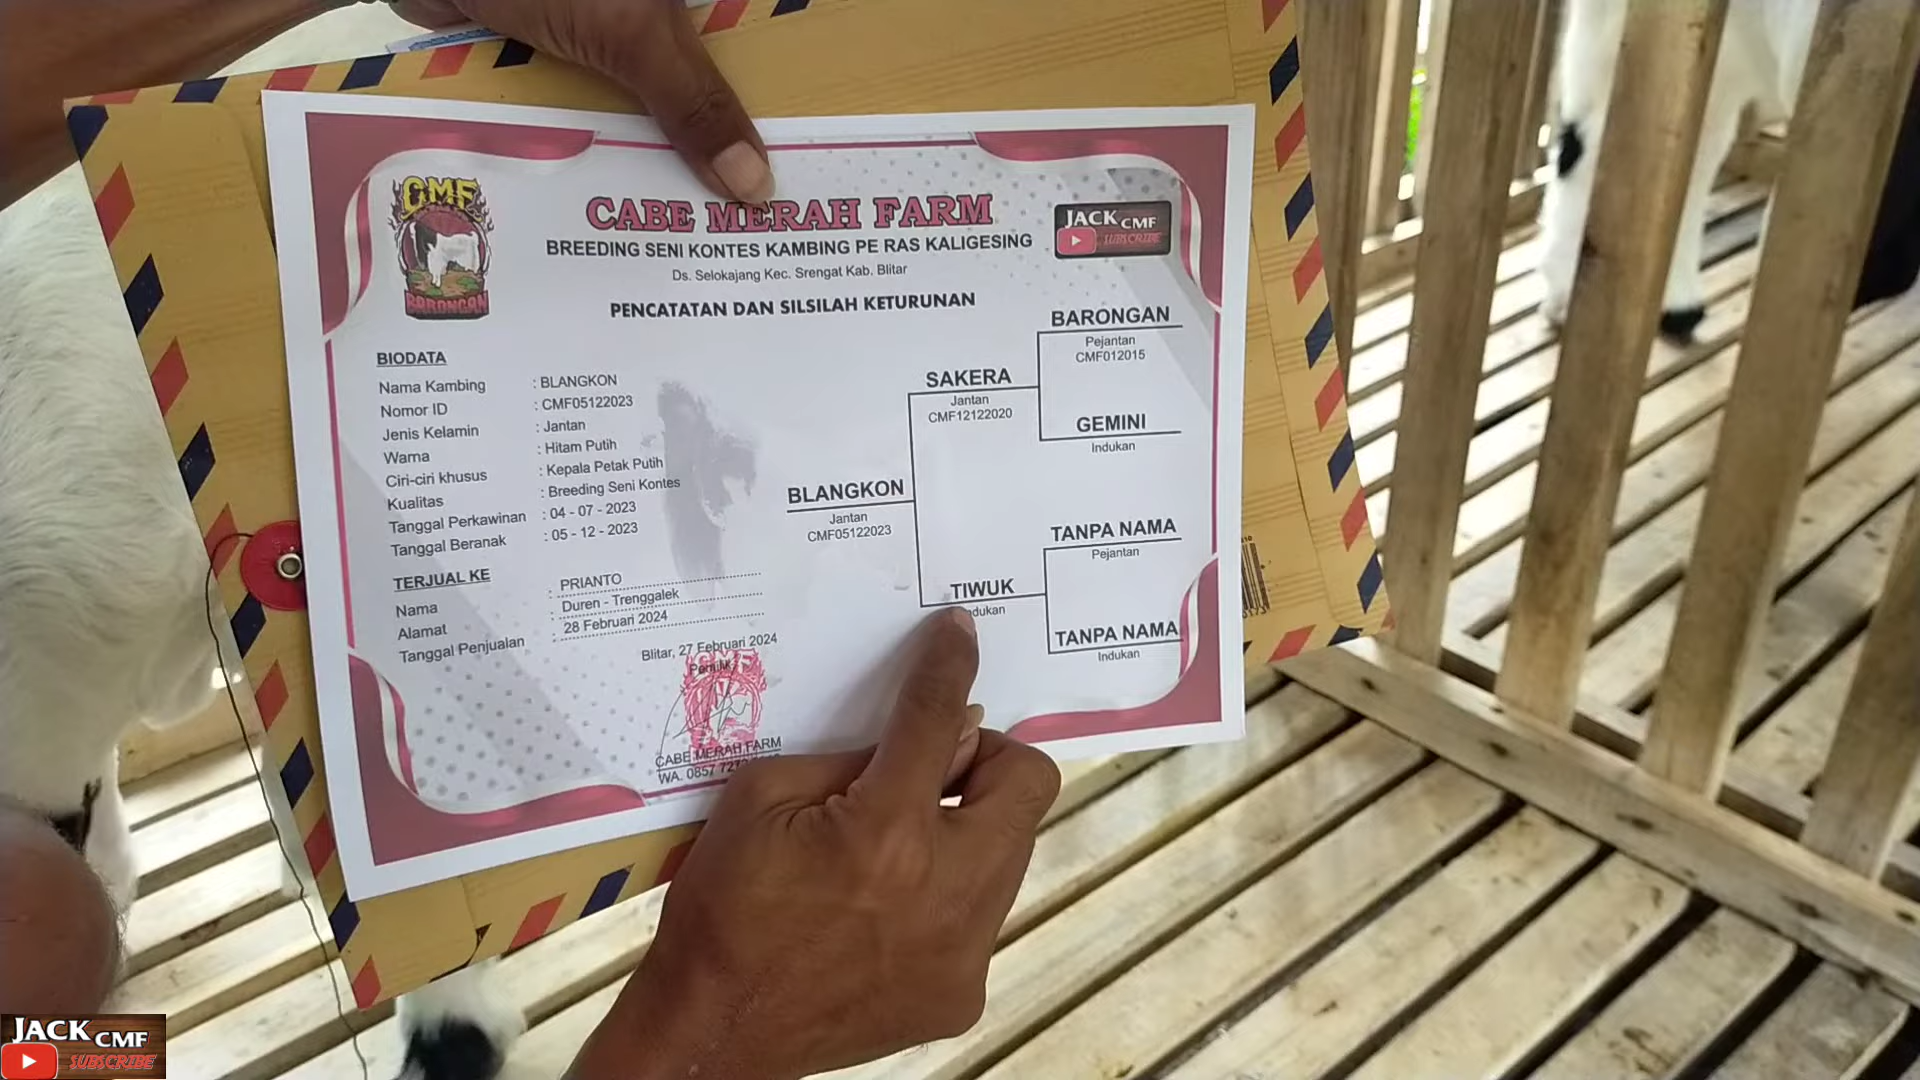 CMF
BARONGAN
CABE MERAH FARM
BREEDING SENI KONTES KAMBING PE RAS KALIGESING
Ds. Selokajang Kec. Srengat Kab. Blitar
JACK CMF
SUBSCRIBE
PENCATATAN DAN SILSILAH KETURUNAN
BIODATA
Nama Kambing : BLANGKON
Nomor ID : CMF05122023
Jenis Kelamin : Jantan
Warna : Hitam Putih
Ciri-ciri khusus : Kepala Petak Putih
Kualitas : Breeding Seni Kontes
Tanggal Perkawinan : 04 - 07 - 2023
Tanggal Beranak : 05 - 12 - 2023
TERJUAL KE
Nama : PRIANTO
Alamat : Duren - Trenggalek
Tanggal Penjualan : 28 Februari 2024
Blitar, 27 Februari 2024
Pemilik
CMF
CABE MERAH FARM
WA. 0857
BLANGKON
Jantan
CMF05122023
SAKERA
Jantan
CMF12122020
TIWUK
Indukan
BARONGAN
Pejantan
CMF012015
GEMINI
Indukan
TANPA NAMA
Pejantan
TANPA NAMA
Indukan
JACK CMF
SUBSCRIBE